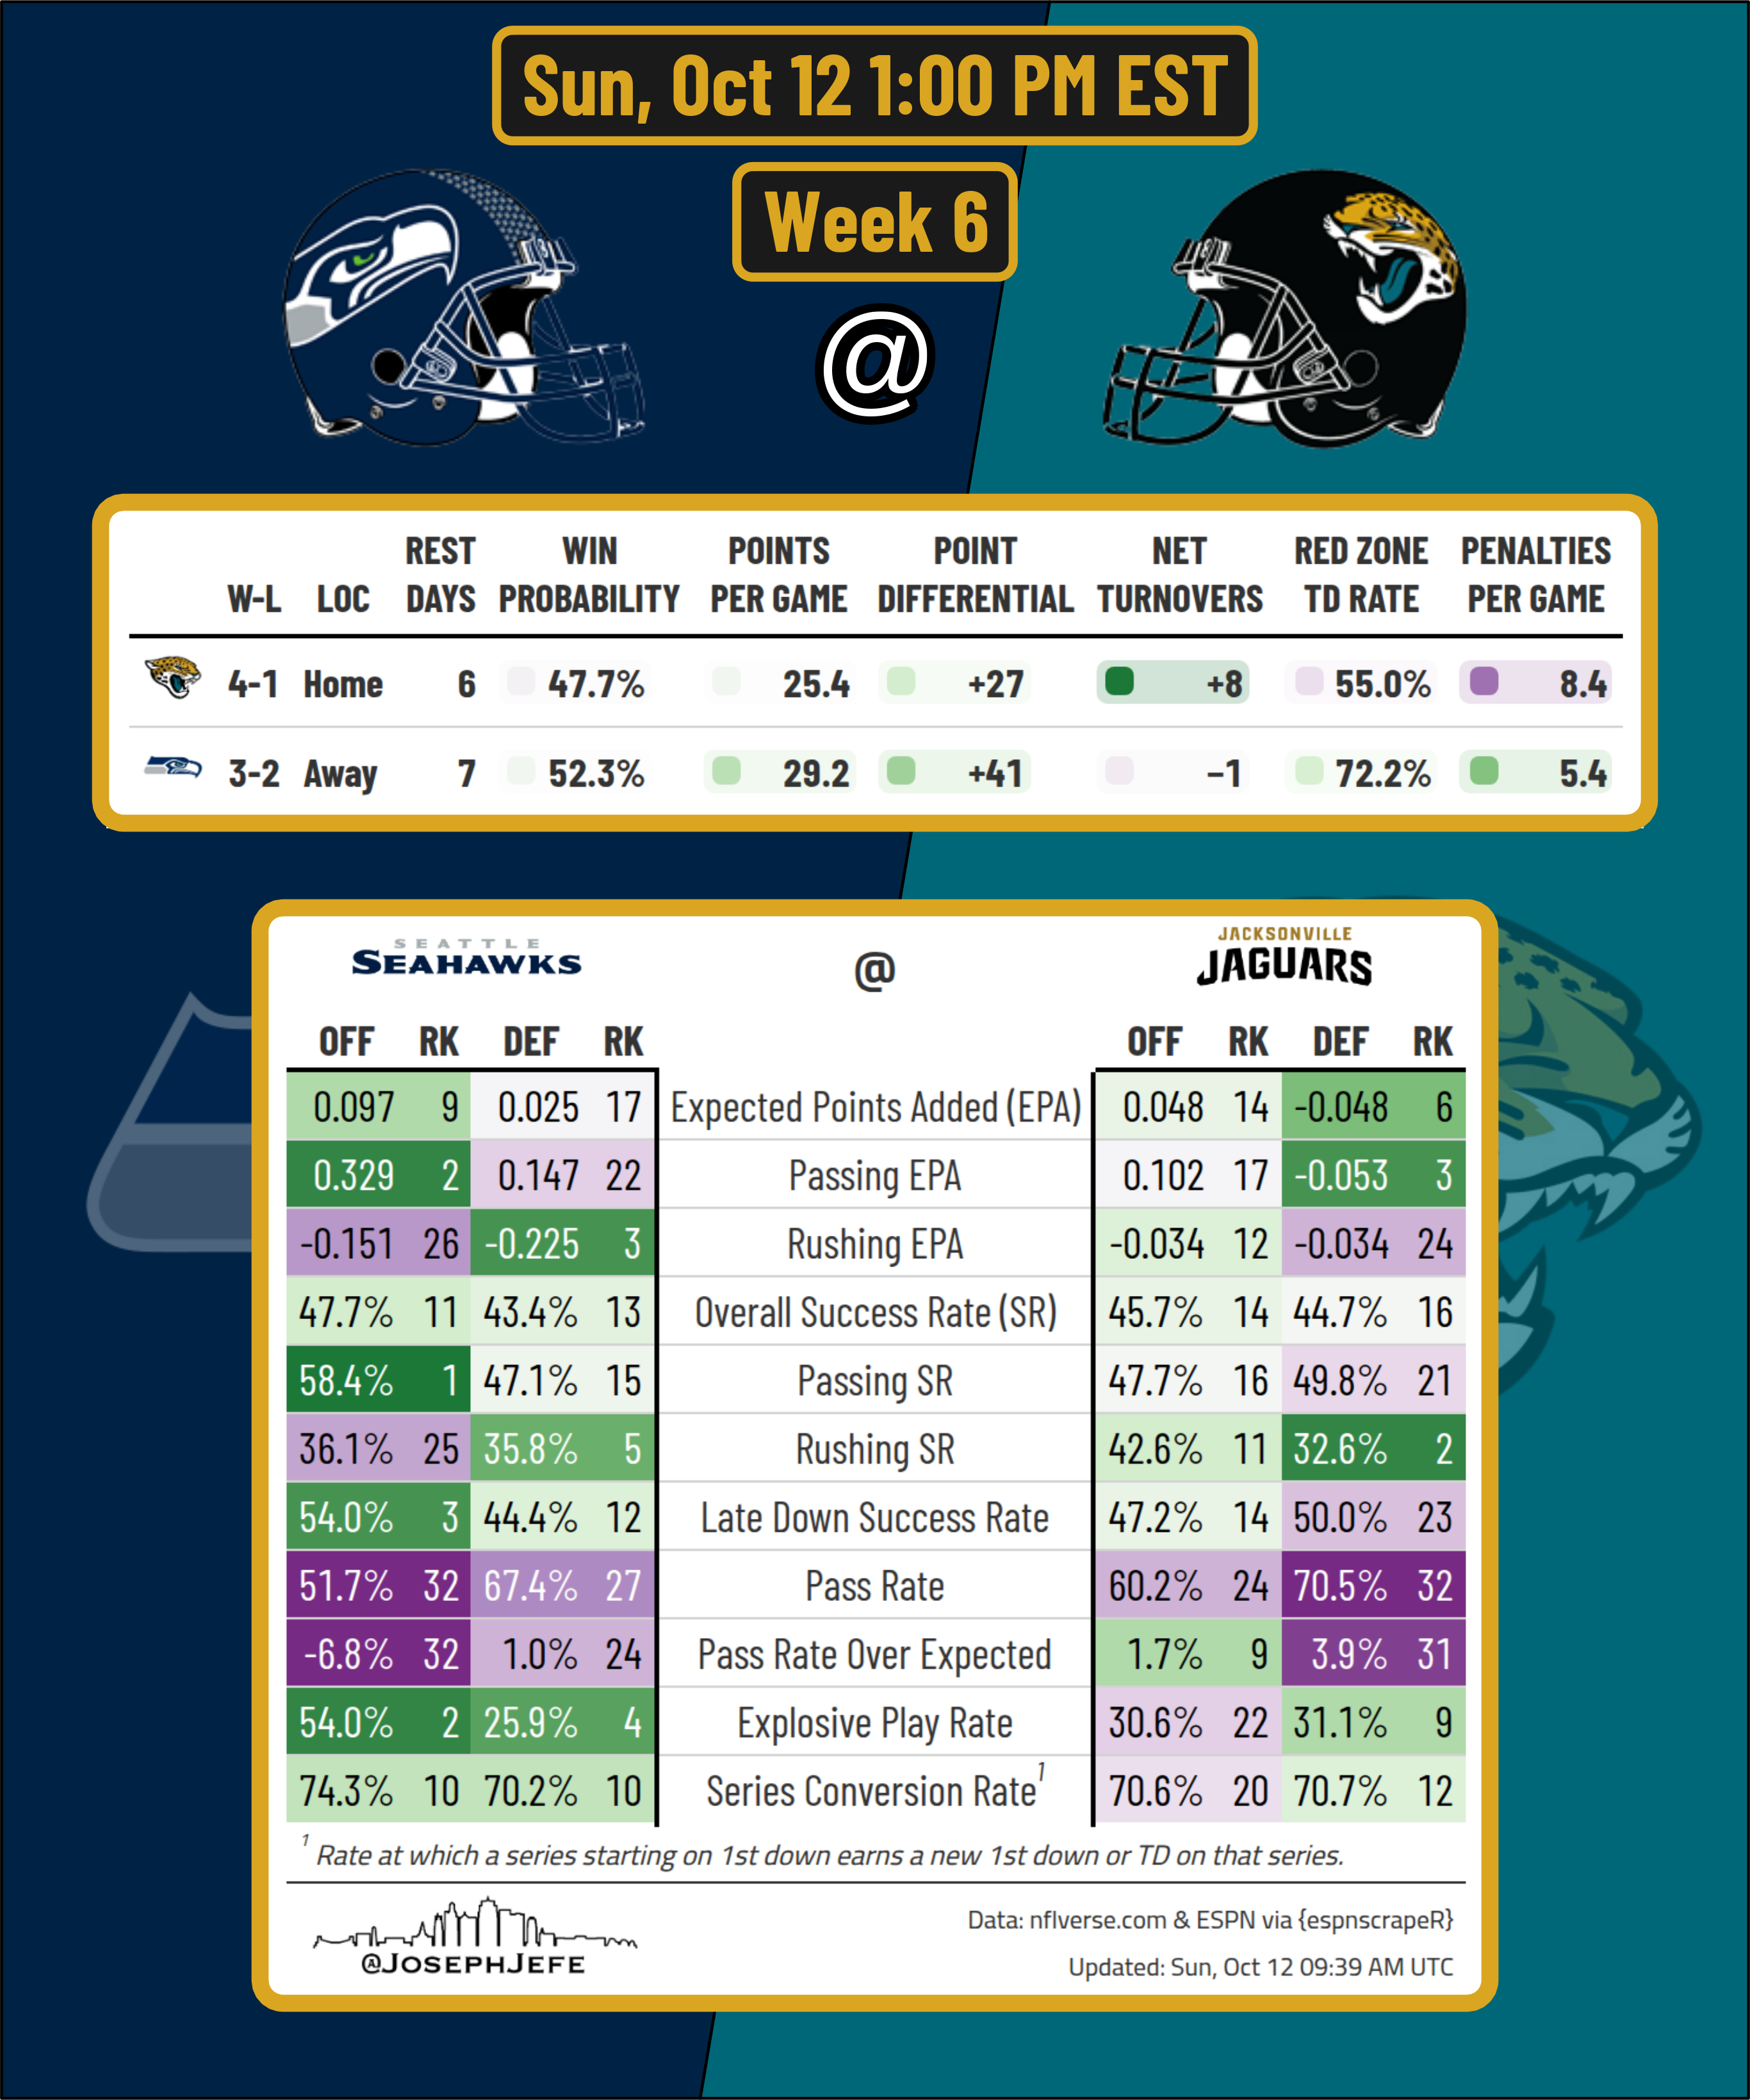 Sun, Oct 12 1:00 PM EST
Week 6
@
W-L LOC REST DAYS WIN PROBABILITY POINTS PER GAME POINT DIFFERENTIAL NET TURNOVERS RED ZONE TD RATE PENALTIES PER GAME
4-1 Home 6 47.7% 25.4 +27 +8 55.0% 8.4
3-2 Away 7 52.3% 29.2 +41 −1 72.2% 5.4
SEATTLE SEAHAWKS @ JACKSONVILLE JAGUARS
OFF RK DEF RK OFF RK DEF RK
0.097 9 0.025 17 Expected Points Added (EPA) 0.048 14 -0.048 6
0.329 2 0.147 22 Passing EPA 0.102 17 -0.053 3
-0.151 26 -0.225 3 Rushing EPA -0.034 12 -0.034 24
47.7% 11 43.4% 13 Overall Success Rate (SR) 45.7% 14 44.7% 16
58.4% 1 47.1% 15 Passing SR 47.7% 16 49.8% 21
36.1% 25 35.8% 5 Rushing SR 42.6% 11 32.6% 2
54.0% 3 44.4% 12 Late Down Success Rate 47.2% 14 50.0% 23
51.7% 32 67.4% 27 Pass Rate 60.2% 24 70.5% 32
-6.8% 32 1.0% 24 Pass Rate Over Expected 1.7% 9 3.9% 31
54.0% 2 25.9% 4 Explosive Play Rate 30.6% 22 31.1% 9
74.3% 10 70.2% 10 Series Conversion Rate1 70.6% 20 70.7% 12
1 Rate at which a series starting on 1st down earns a new 1st down or TD on that series.
@JOSEPHJEFE
Data: nflverse.com & ESPN via {espnscrapeR}
Updated: Sun, Oct 12 09:39 AM UTC